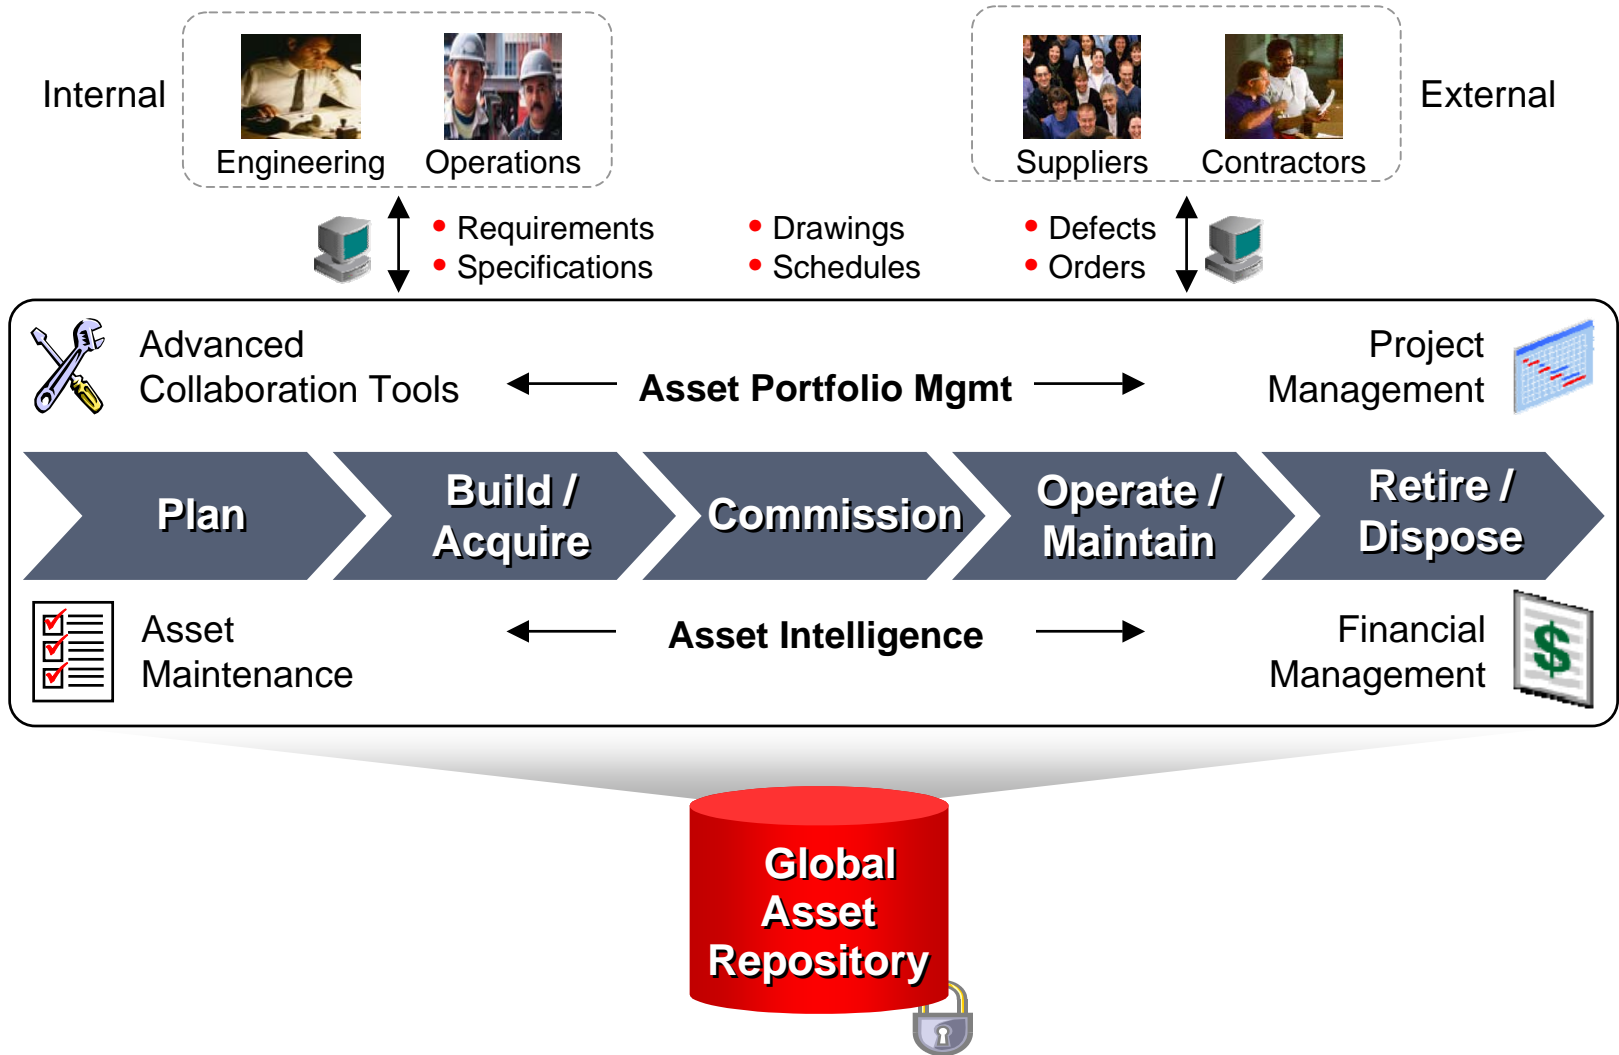 Internal
Engineering
Operations
Suppliers
Contractors
External
• Requirements
• Specifications
• Drawings
• Schedules
• Defects
• Orders
Advanced
Collaboration Tools
Asset Portfolio Mgmt
Project
Management
Plan
Build /
Acquire
Commission
Operate /
Maintain
Retire /
Dispose
Asset
Maintenance
Asset Intelligence
Financial
Management
$
Global
Asset
Repository